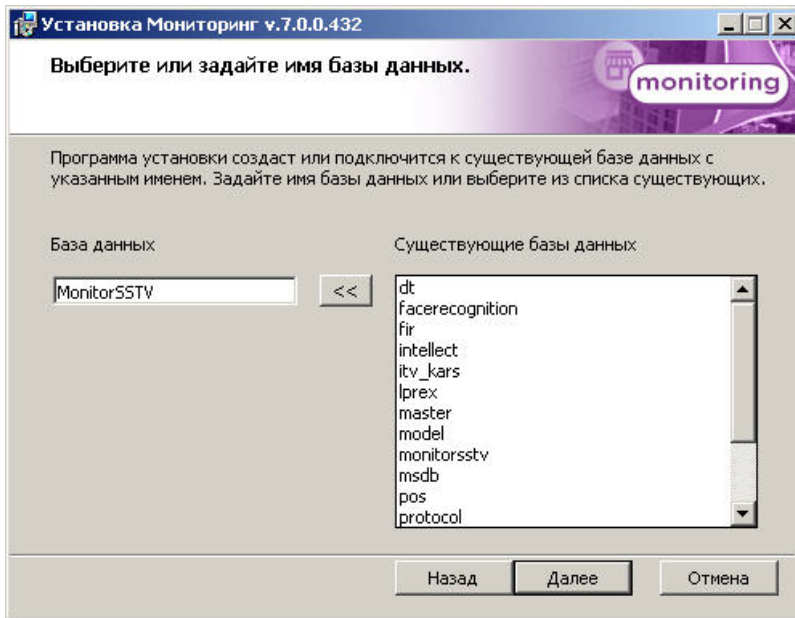 Установка Мониторинг v.7.0.0.432
Выберите или задайте имя базы данных.
monitoring
Программа установки создаст или подключится к существующей базе данных с
указанным именем. Задайте имя базы данных или выберите из списка существующих.
База данных
Существующие базы данных
MonitorSSTV
<<
dt
facerecognition
fir
intellect
itv_kars
lprex
master
model
monitorsstv
msdb
pos
protocol
Назад
Далее
Отмена